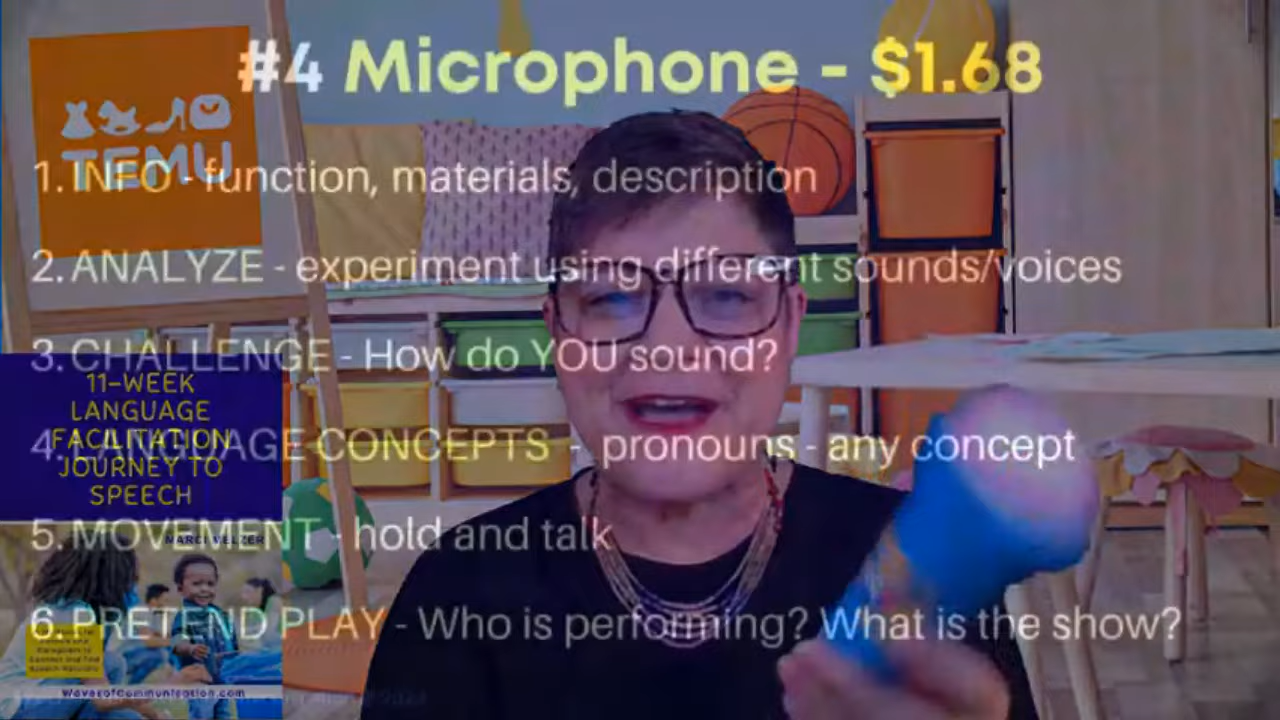 #4 Microphone - $1.68
TEMU
1. INFO - function, materials, description
2. ANALYZE - experiment using different sounds/voices
3. CHALLENGE - How do YOU sound?
11-WEEK
LANGUAGE
FACILITATION
JOURNEY TO
SPEECH
4. LANGUAGE CONCEPTS - pronouns - any concept
5. MOVEMENT - hold and talk
MARCI MELZER
6. PRETEND PLAY - Who is performing? What is the show?
WavesofCommunication.com